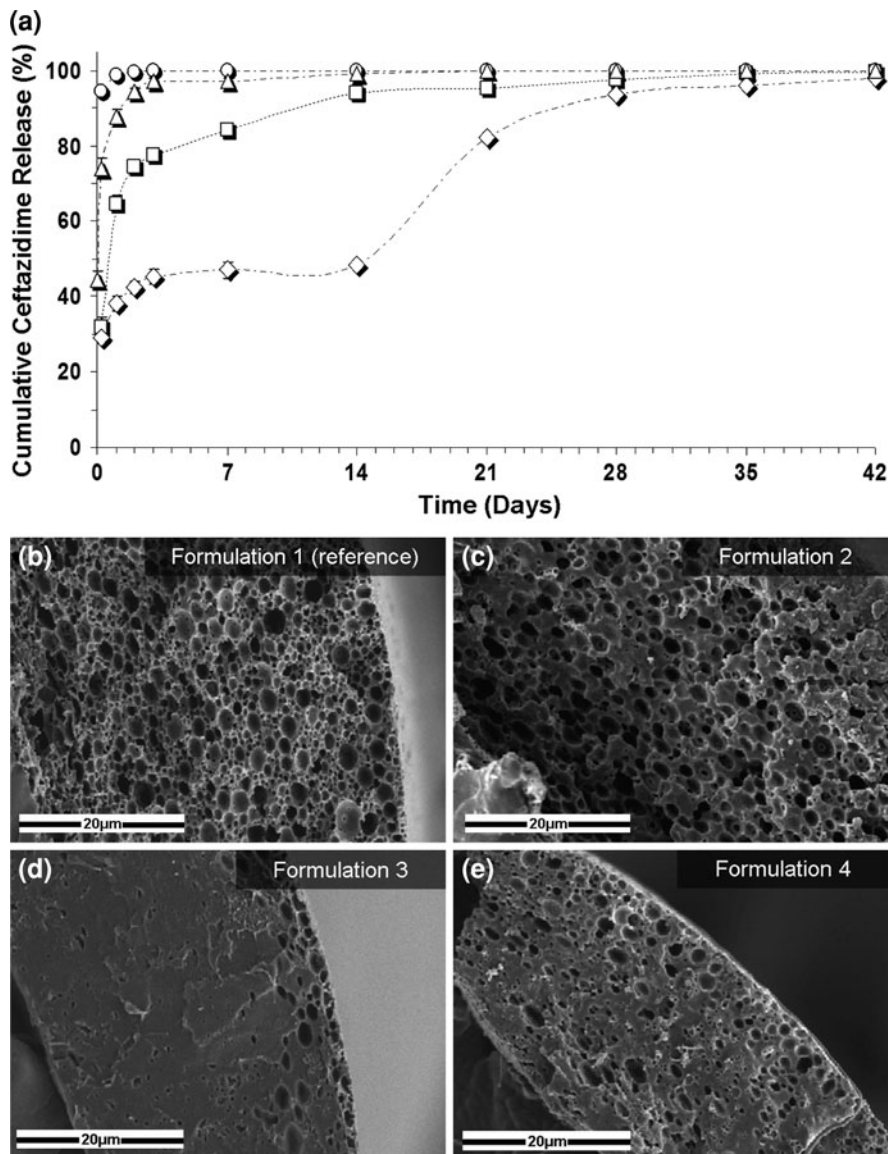 (a)
Cumulative Ceftazidime Release (%)
100
80
60
40
20
0
0 7 14 21 28 35 42
Time (Days)
(b) Formulation 1 (reference)
20µm
(c) Formulation 2
20µm
(d) Formulation 3
20µm
(e) Formulation 4
20µm